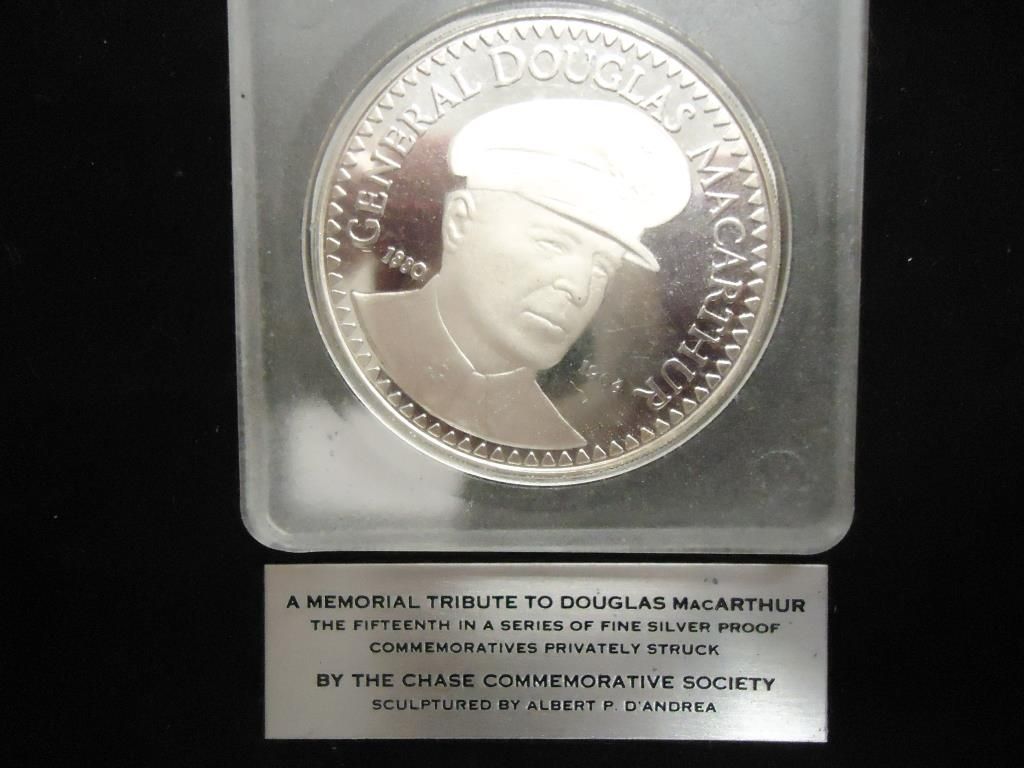 GENERAL DOUGLAS MACARTHUR
1880
1964
A MEMORIAL TRIBUTE TO DOUGLAS MACARTHUR
THE FIFTEENTH IN A SERIES OF FINE SILVER PROOF
COMMEMORATIVES PRIVATELY STRUCK
BY THE CHASE COMMEMORATIVE SOCIETY
SCULPTURED BY ALBERT P. D'ANDREA